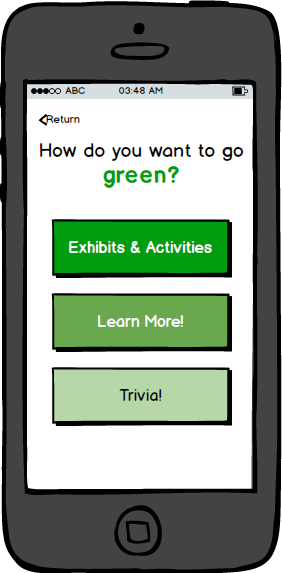 ABC 03:48 AM
Return
How do you want to go
green?
Exhibits & Activities
Learn More!
Trivia!